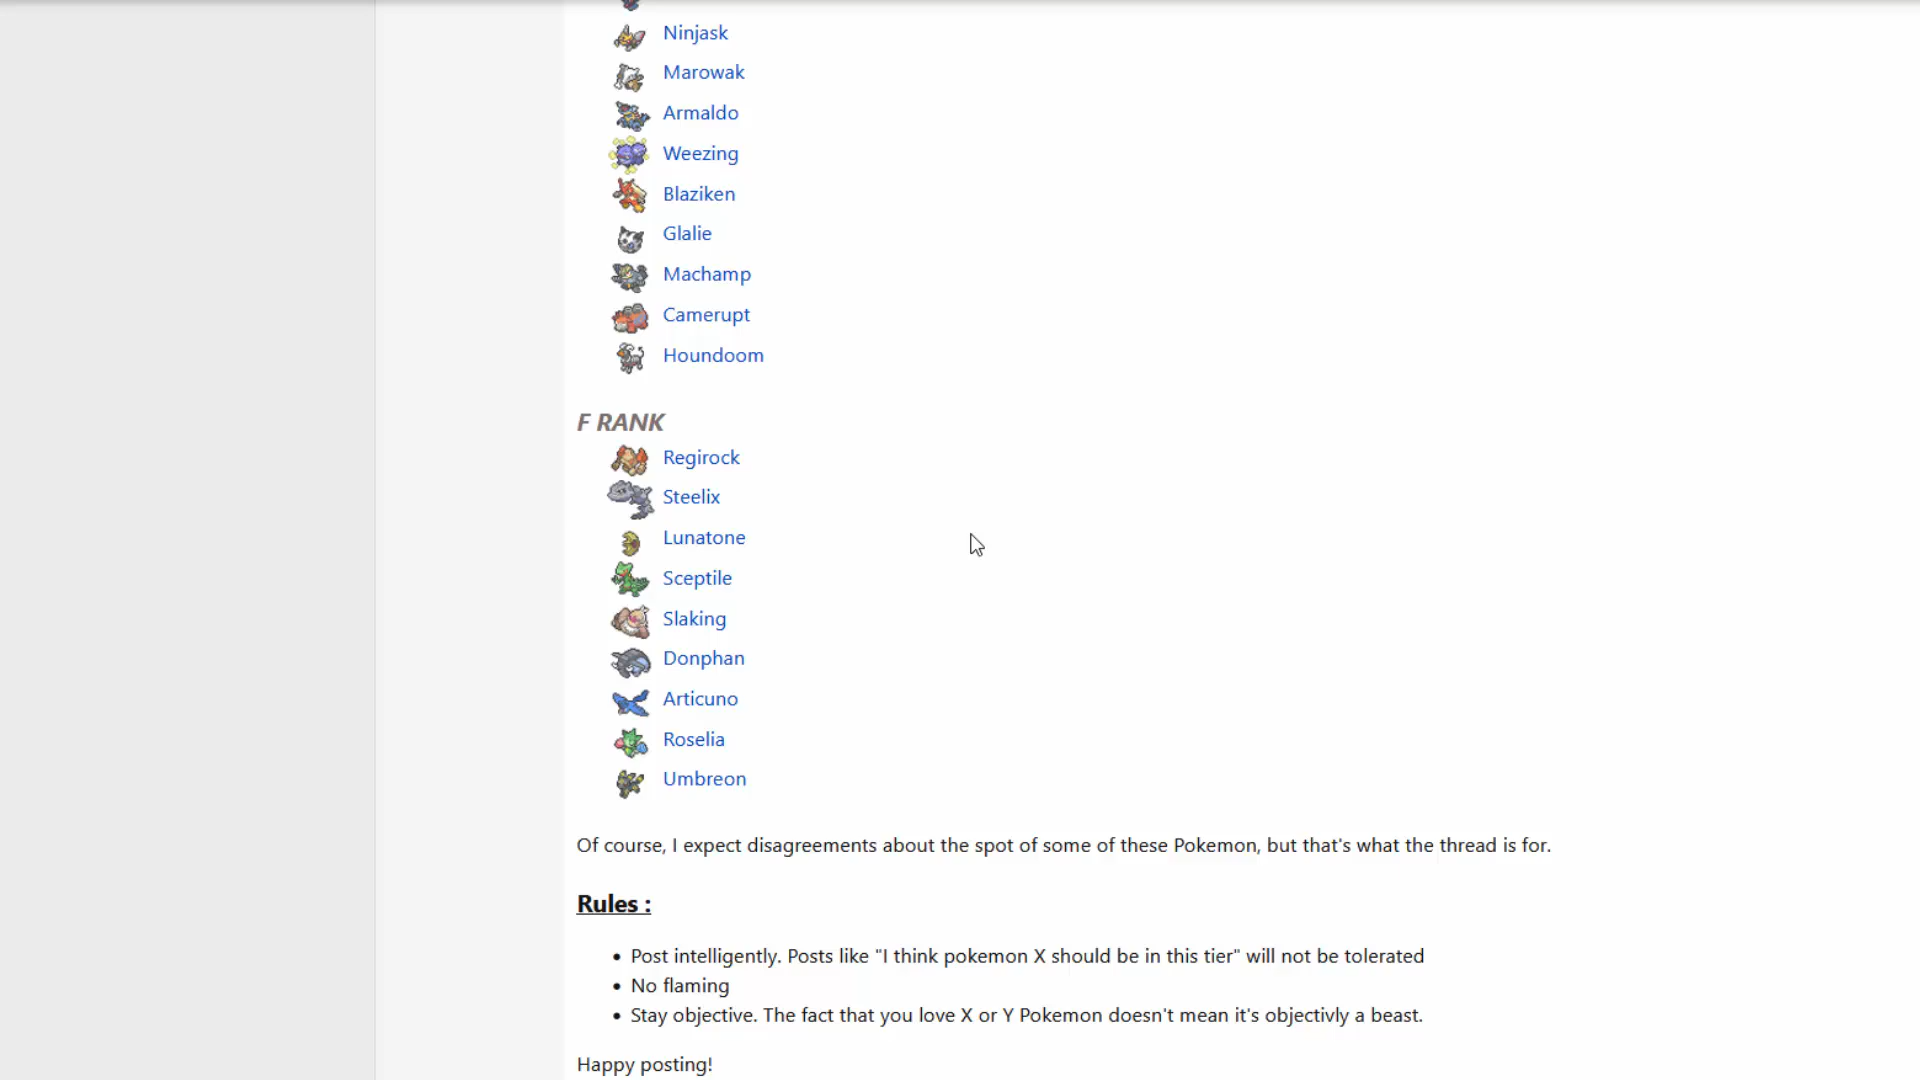 Ninjask
Marowak
Armaldo
Weezing
Blaziken
Glalie
Machamp
Camerupt
Houndoom
F RANK
Regirock
Steelix
Lunatone
Sceptile
Slaking
Donphan
Articuno
Roselia
Umbreon
Of course, I expect disagreements about the spot of some of these Pokemon, but that's what the thread is for.
Rules :
• Post intelligently. Posts like "I think pokemon X should be in this tier" will not be tolerated
• No flaming
• Stay objective. The fact that you love X or Y Pokemon doesn't mean it's objectivly a beast.
Happy posting!